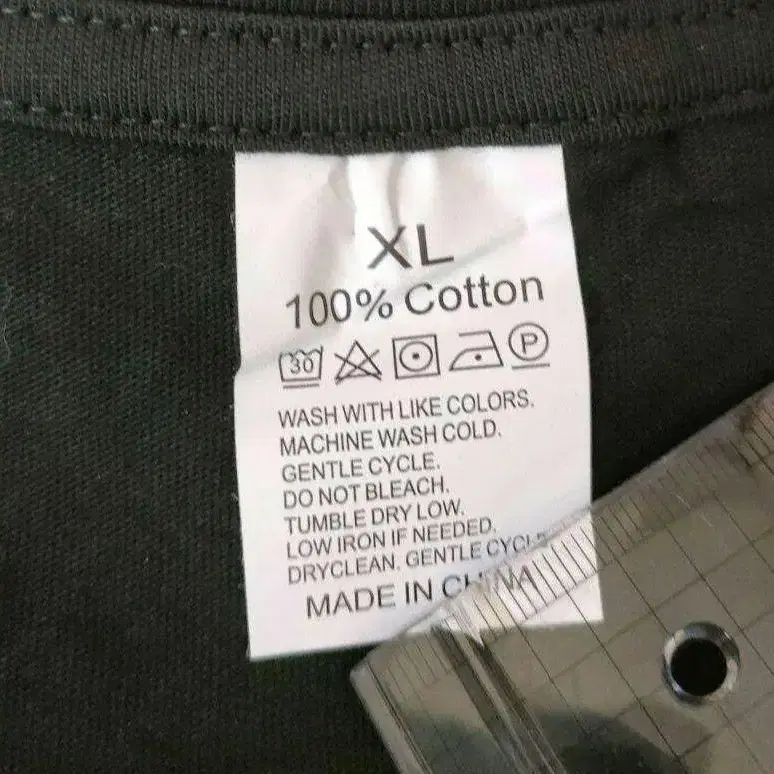 XL
100% Cotton
30 P
WASH WITH LIKE COLORS.
MACHINE WASH COLD.
GENTLE CYCLE.
DO NOT BLEACH.
TUMBLE DRY LOW.
LOW IRON IF NEEDED.
DRYCLEAN. GENTLE CYCLE
MADE IN CHINA